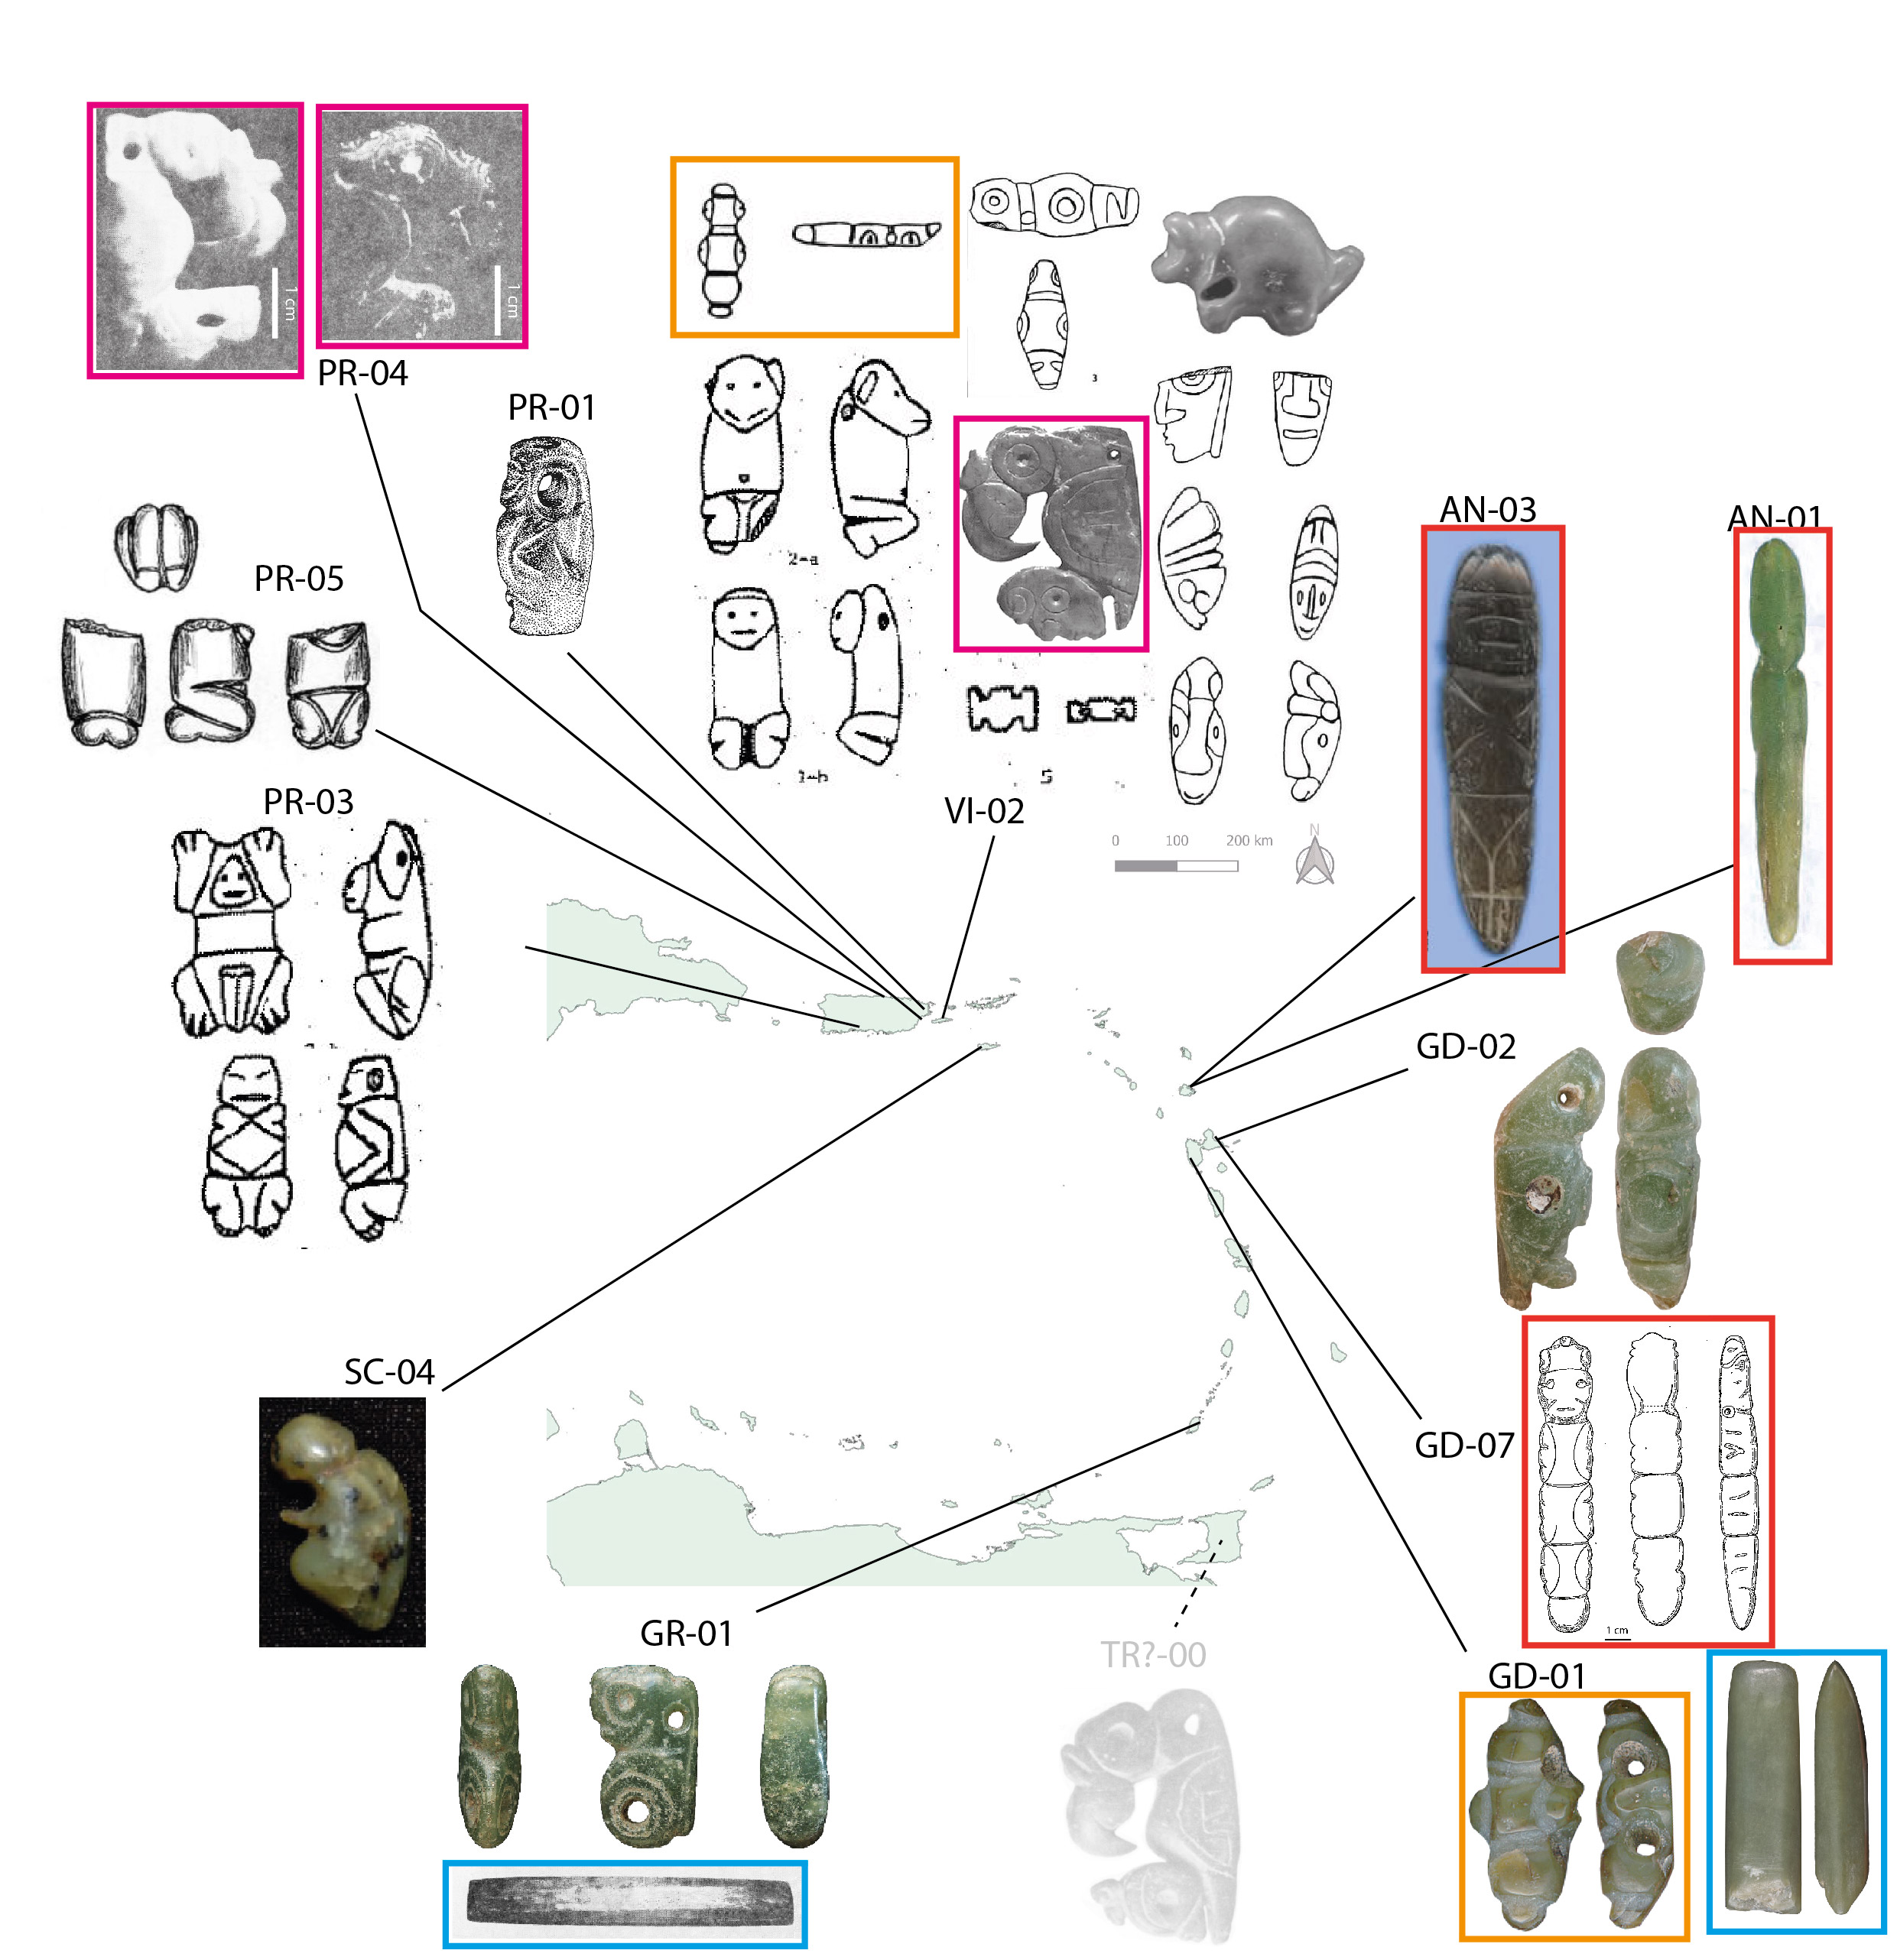 1 cm
1 cm
PR-04
PR-01
3
2-a
AN-03
AN-01
PR-05
1-b
5
PR-03
VI-02
0 100 200 km
N
GD-02
SC-04
GD-07
1 cm
GR-01
TR?-00
GD-01